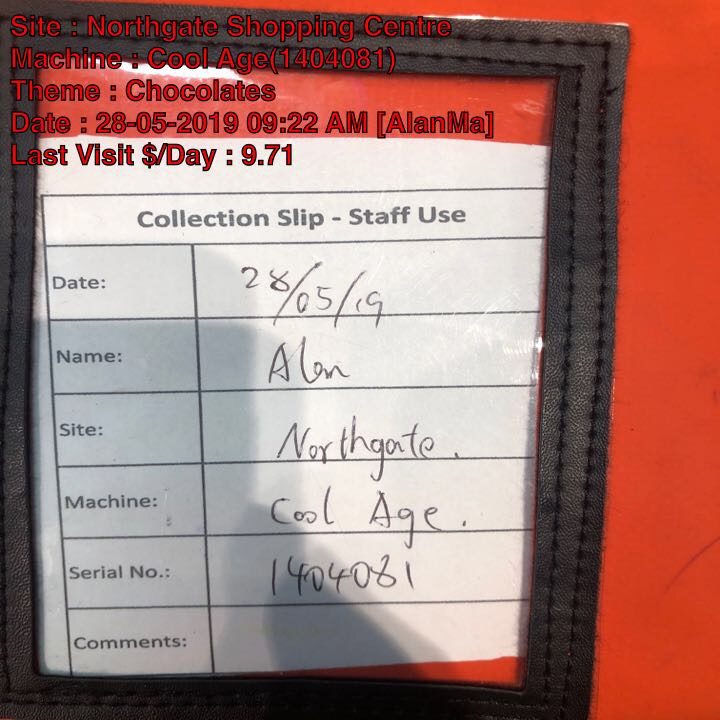 Site : Northgate Shopping Centre
Machine : Cool Age(1404081)
Theme : Chocolates
Date : 28-05-2019 09:22 AM [AlanMa]
Last Visit $/Day : 9.71
Collection Slip - Staff Use
Date: 28/05/19
Name: Alan
Site: Northgate.
Machine: Cool Age.
Serial No.: 1404081
Comments: